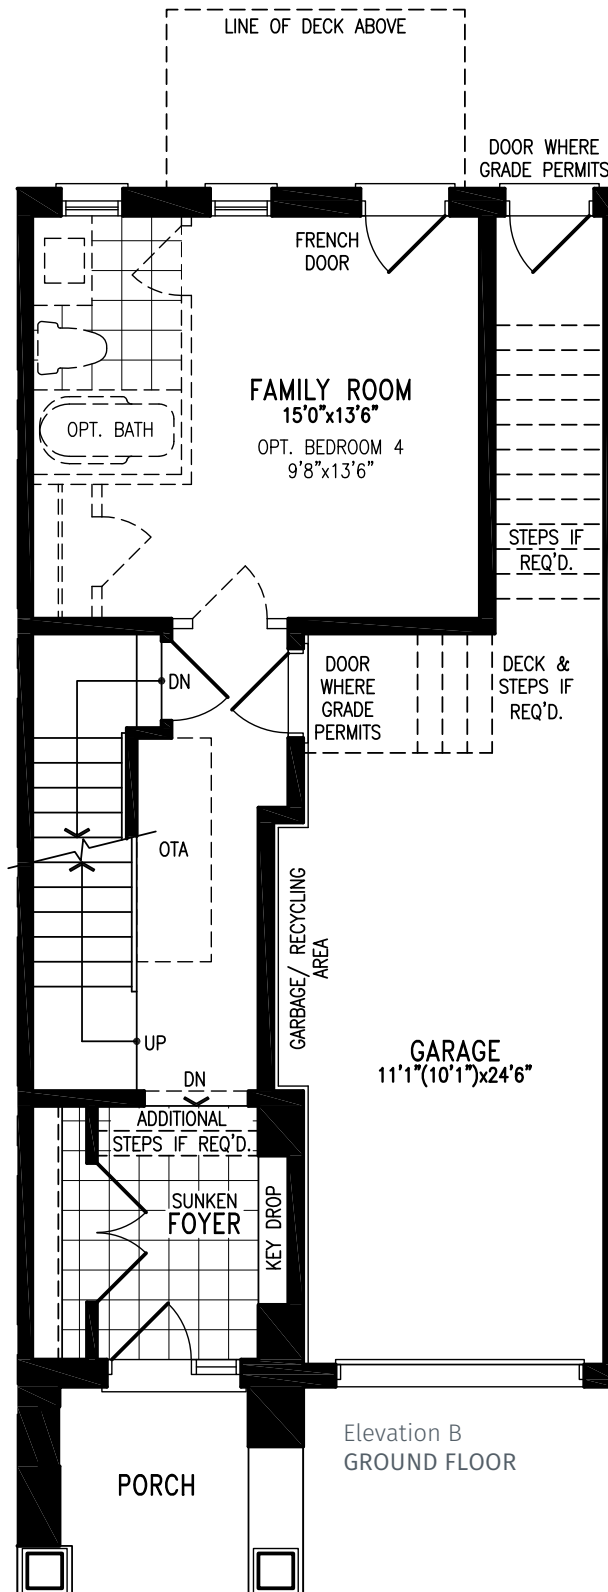 LINE OF DECK ABOVE
DOOR WHERE
GRADE PERMITS
FRENCH
DOOR
FAMILY ROOM
15'0"x13'6"
OPT. BEDROOM 4
9'8"x13'6"
OPT. BATH
STEPS IF
REQ'D.
DN
DOOR
WHERE
GRADE
PERMITS
DECK &
STEPS IF
REQ'D.
OTA
GARBAGE/ RECYCLING
AREA
UP
GARAGE
11'1"(10'1")x24'6"
DN
ADDITIONAL
STEPS IF REQ'D.
SUNKEN
FOYER
KEY DROP
Elevation B
GROUND FLOOR
PORCH